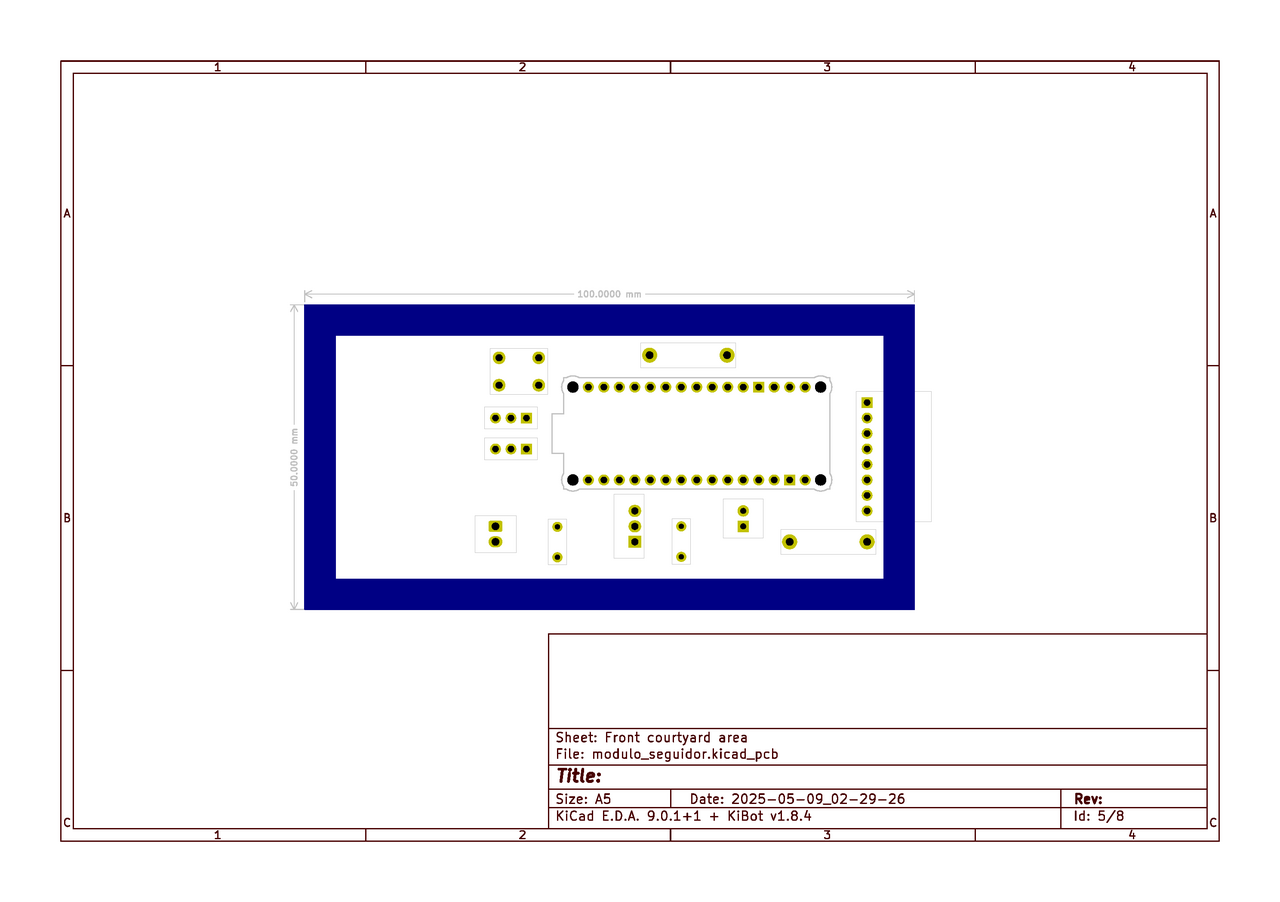 1 2 3 4
A A
100.0000 mm
50.0000 mm
B B
Sheet: Front courtyard area
File: modulo_seguidor.kicad_pcb
Title:
Size: A5 Date: 2025-05-09_02-29-26 Rev:
KiCad E.D.A. 9.0.1+1 + KiBot v1.8.4 Id: 5/8
C C
1 2 3 4